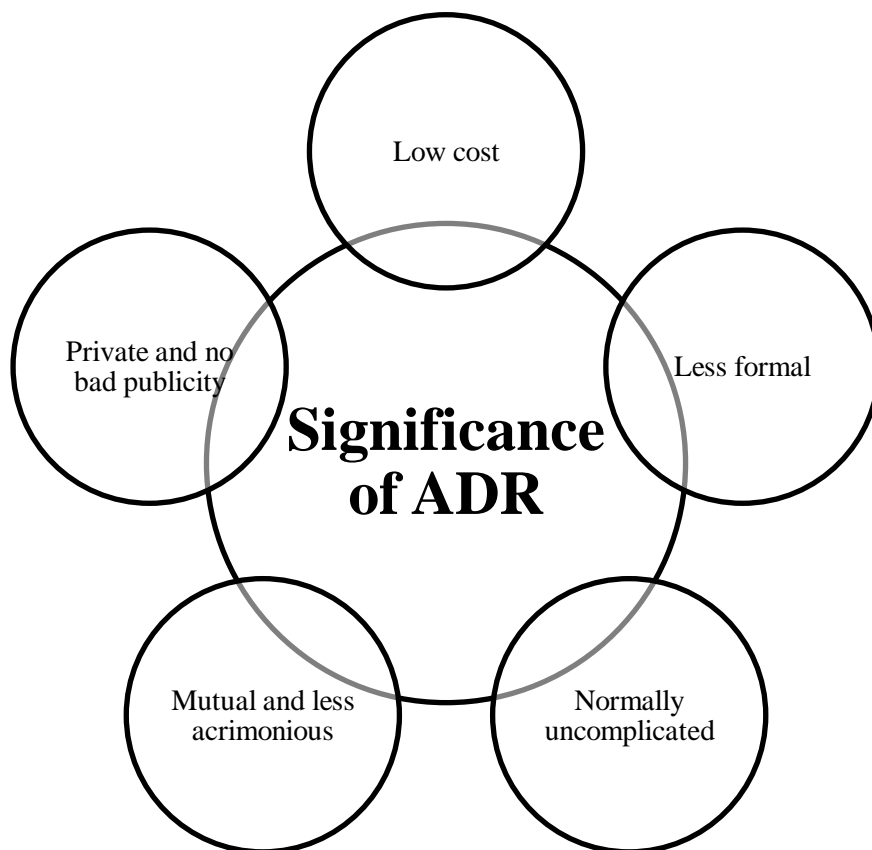 Low cost
Private and no
bad publicity
Less formal
Significance
of ADR
Mutual and less
acrimonious
Normally
uncomplicated